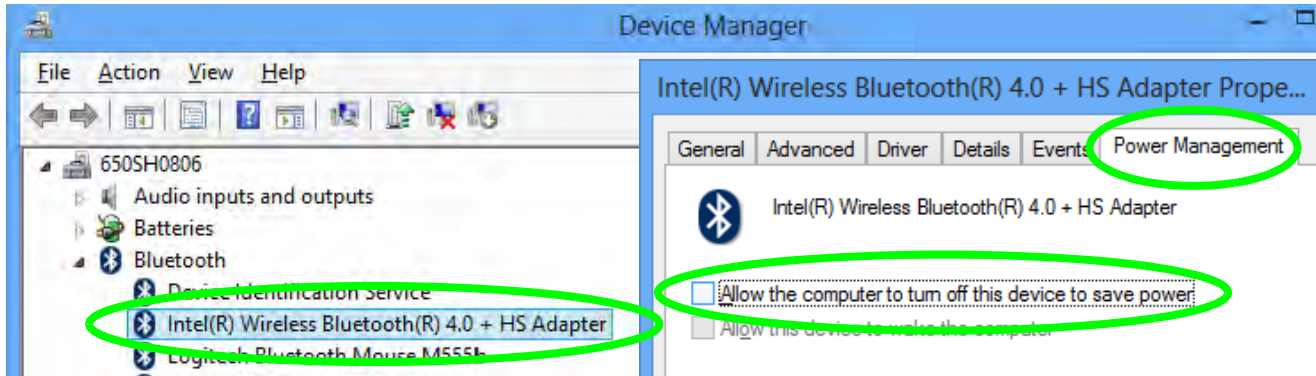 Device Manager
File Action View Help
650SH0806
Audio inputs and outputs
Batteries
Bluetooth
Device Identification Service
Intel(R) Wireless Bluetooth(R) 4.0 + HS Adapter
Logitech Bluetooth Mouse M555b
Intel(R) Wireless Bluetooth(R) 4.0 + HS Adapter Prope...
General Advanced Driver Details Events Power Management
Intel(R) Wireless Bluetooth(R) 4.0 + HS Adapter
Allow the computer to turn off this device to save power
Allow this device to wake the computer